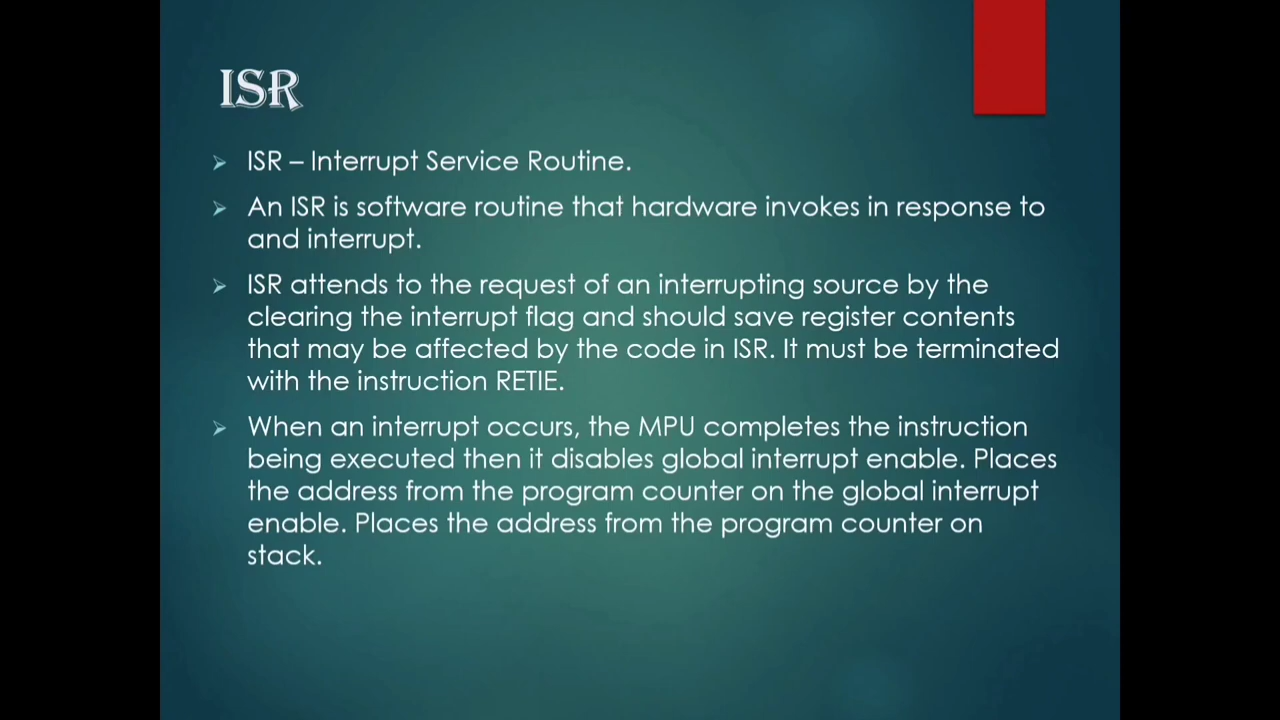 ISR
ISR – Interrupt Service Routine.
An ISR is software routine that hardware invokes in response to
and interrupt.
ISR attends to the request of an interrupting source by the
clearing the interrupt flag and should save register contents
that may be affected by the code in ISR. It must be terminated
with the instruction RETIE.
When an interrupt occurs, the MPU completes the instruction
being executed then it disables global interrupt enable. Places
the address from the program counter on the global interrupt
enable. Places the address from the program counter on
stack.